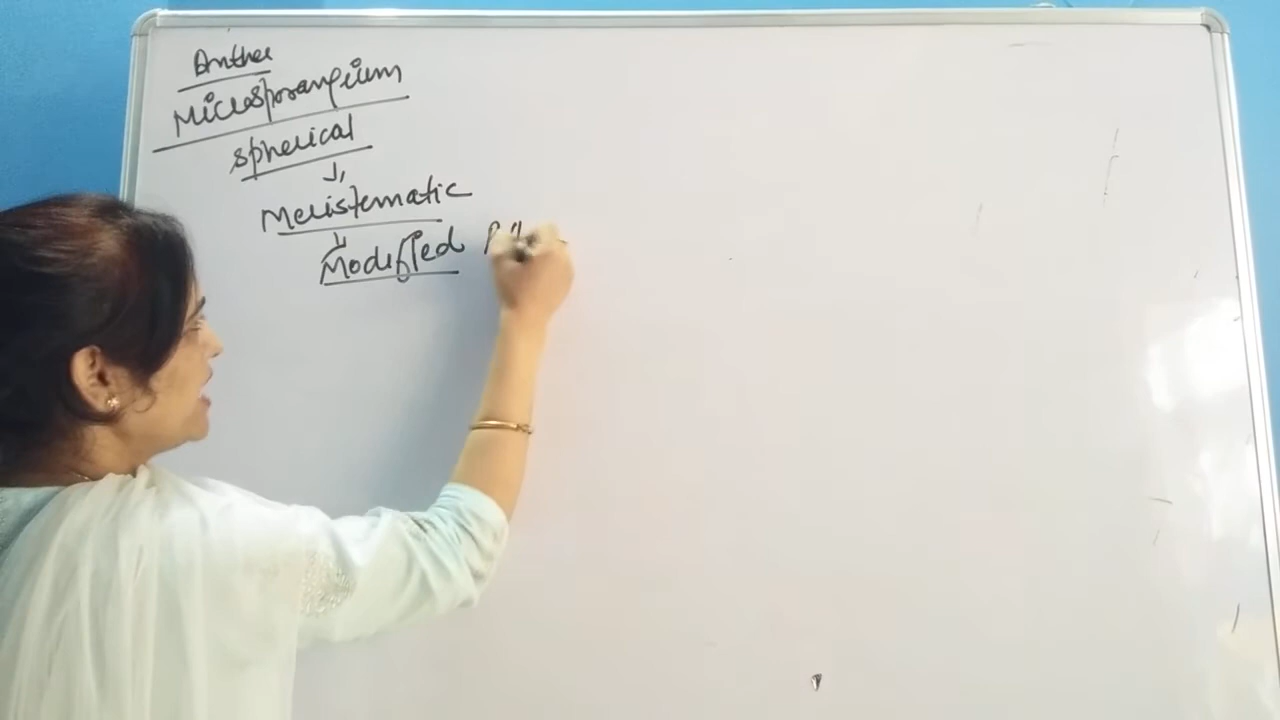 Anther
Microsporangium
spherical
Meristematic
Modified